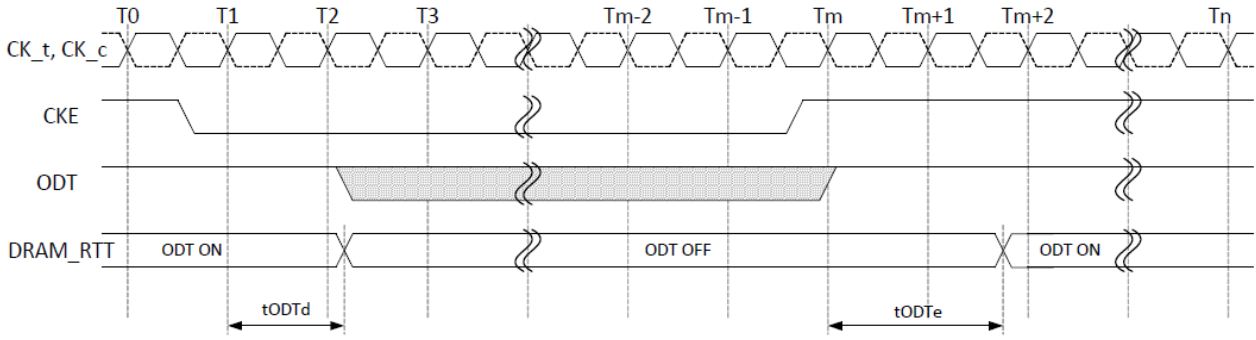 T0 T1 T2 T3 Tm-2 Tm-1 Tm Tm+1 Tm+2 Tn
CK_t, CK_c
CKE
ODT
DRAM_RTT ODT ON ODT OFF ODT ON
tODTd tODTe